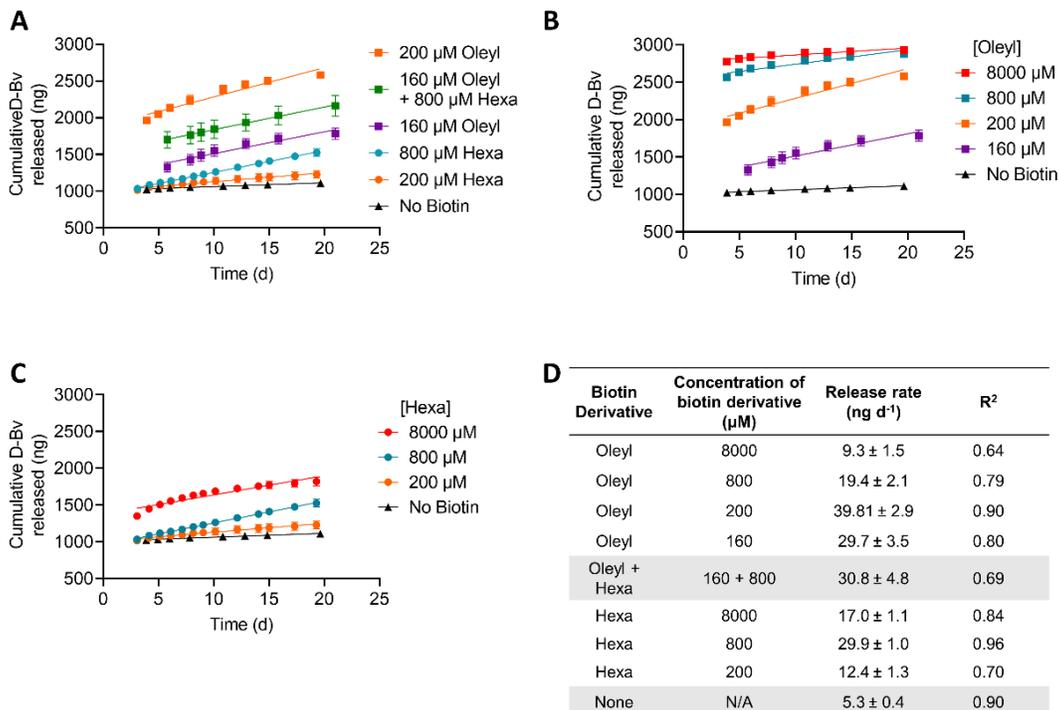 A
CumulativeD-Bv
released (ng)
3000
2500
2000
1500
1000
500
0 5 10 15 20 25
Time (d)
200 µM Oleyl
160 µM Oleyl
+ 800 µM Hexa
160 µM Oleyl
800 µM Hexa
200 µM Hexa
No Biotin
B
Cumulative D-Bv
released (ng)
3000
2500
2000
1500
1000
500
0 5 10 15 20 25
Time (d)
[Oleyl]
8000 µM
800 µM
200 µM
160 µM
No Biotin
C
Cumulative D-Bv
released (ng)
3000
2500
2000
1500
1000
500
0 5 10 15 20 25
Time (d)
[Hexa]
8000 µM
800 µM
200 µM
No Biotin
D
Biotin Derivative Concentration of biotin derivative (µM) Release rate (ng d-1) R2
Oleyl 8000 9.3 ± 1.5 0.64
Oleyl 800 19.4 ± 2.1 0.79
Oleyl 200 39.81 ± 2.9 0.90
Oleyl 160 29.7 ± 3.5 0.80
Oleyl + Hexa 160 + 800 30.8 ± 4.8 0.69
Hexa 8000 17.0 ± 1.1 0.84
Hexa 800 29.9 ± 1.0 0.96
Hexa 200 12.4 ± 1.3 0.70
None N/A 5.3 ± 0.4 0.90